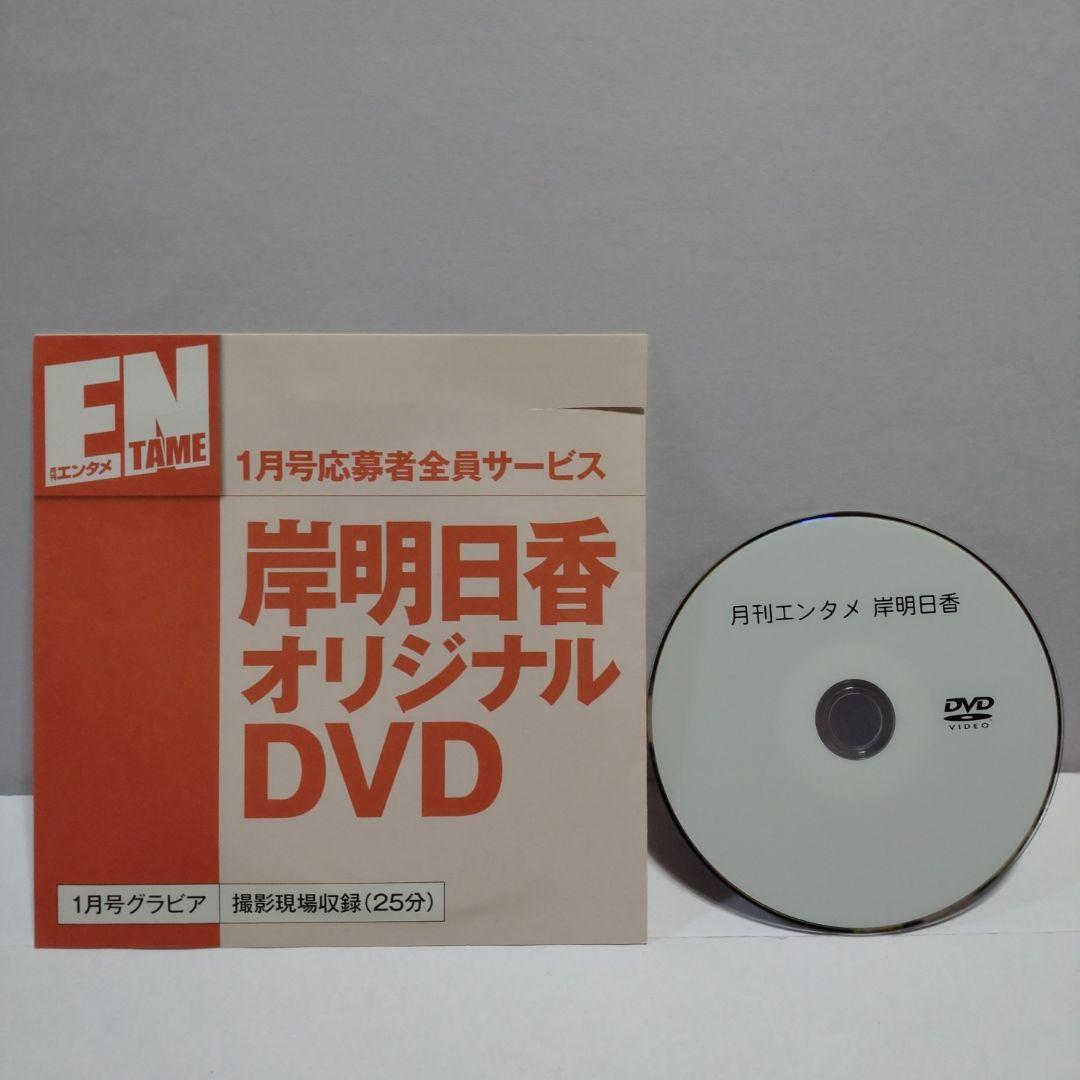 EN
TAME
月刊エンタメ
1月号応募者全員サービス
岸明日香
オリジナル
DVD
1月号グラビア 撮影現場収録(25分)
月刊エンタメ 岸明日香
DVD
VIDEO